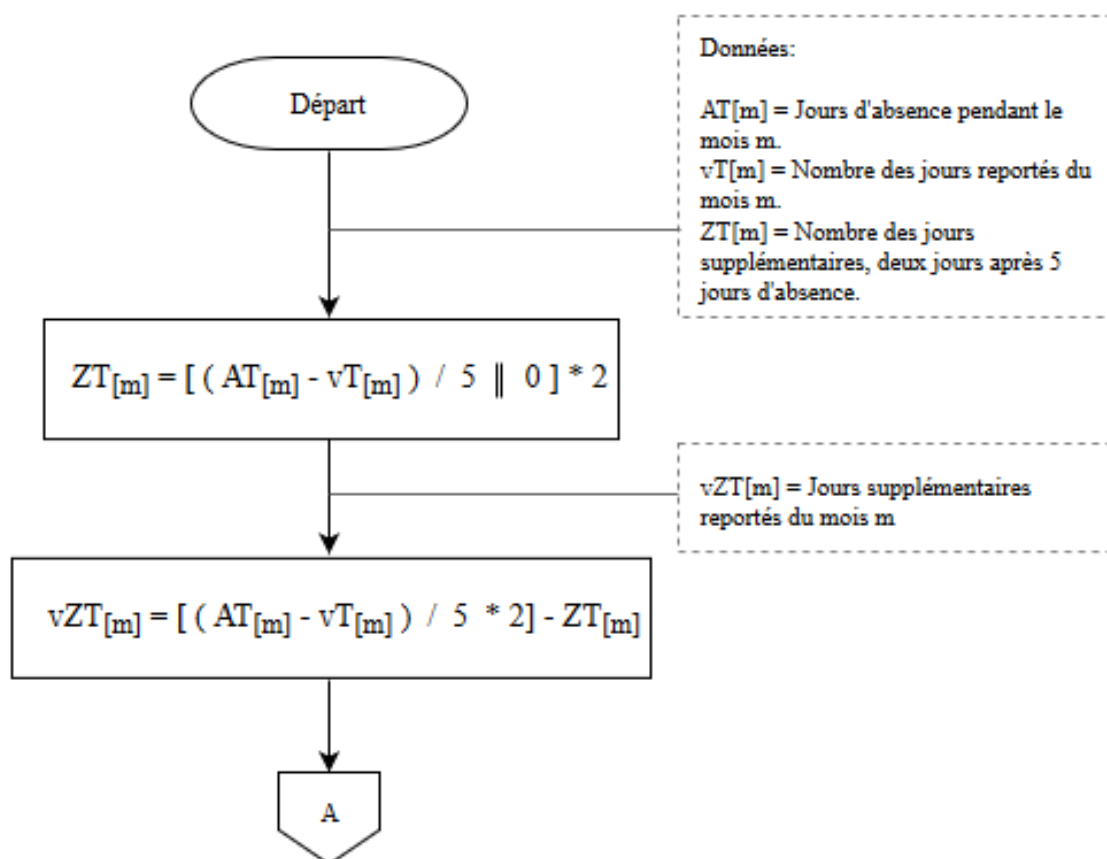 Départ
Données:
AT[m] = Jours d'absence pendant le
mois m.
vT[m] = Nombre des jours reportés du
mois m.
ZT[m] = Nombre des jours
supplémentaires, deux jours après 5
jours d'absence.
ZT[m] = [ ( AT[m] - vT[m] ) / 5 || 0 ] * 2
vZT[m] = Jours supplémentaires
reportés du mois m
vZT[m] = [ ( AT[m] - vT[m] ) / 5 * 2] - ZT[m]
A